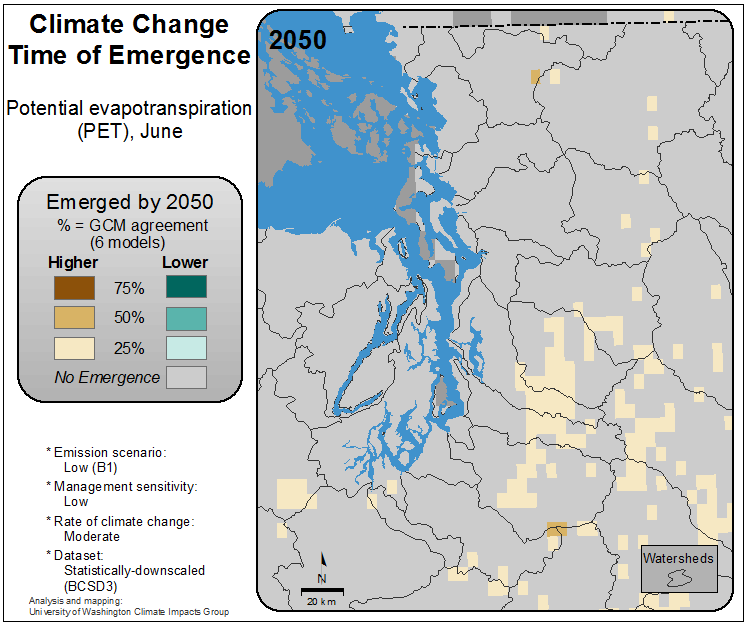 Climate Change
Time of Emergence
Potential evapotranspiration
(PET), June
Emerged by 2050
% = GCM agreement
(6 models)
Higher Lower
75%
50%
25%
No Emergence
* Emission scenario:
Low (B1)
* Management sensitivity:
Low
* Rate of climate change:
Moderate
* Dataset:
Statistically-downscaled
(BCSD3)
Analysis and mapping:
University of Washington Climate Impacts Group
2050
N
20 km
Watersheds